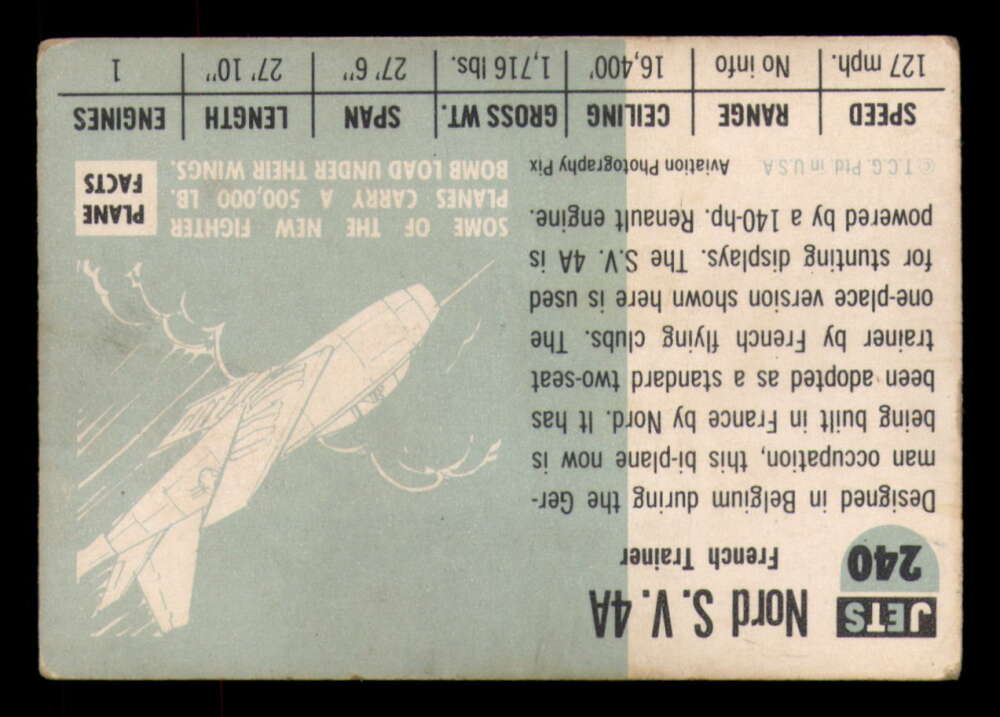 JETS
240
Nord S.V. 4A
French Trainer
Designed in Belgium during the Ger-
man occupation, this bi-plane now is
being built in France by Nord. It has
been adopted as a standard two-seat
trainer by French flying clubs. The
one-place version shown here is used
for stunting displays. The S.V. 4A is
powered by a 140-hp. Renault engine.
© T.C.G. Ptd. in U.S.A. Aviation Photography Pix
PLANE
FACTS
SOME OF THE NEW FIGHTER
PLANES CARRY A 500,000 LB.
BOMB LOAD UNDER THEIR WINGS.
SPEED RANGE CEILING GROSS WT. SPAN LENGTH ENGINES
127 mph. No info 16,400' 1,716 lbs. 27' 6" 27' 10" 1